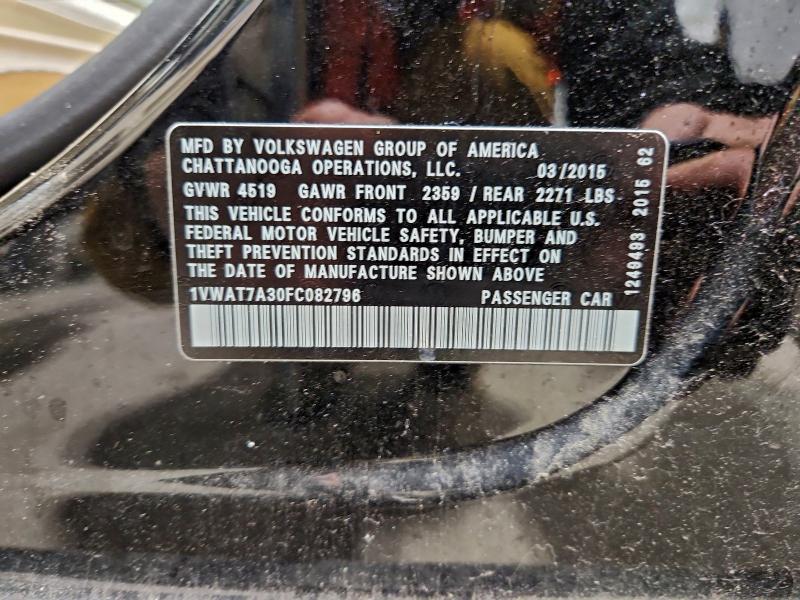 MFD BY VOLKSWAGEN GROUP OF AMERICA
CHATTANOOGA OPERATIONS, LLC. 03/2015
GVWR 4519 GAWR FRONT 2359 / REAR 2271 LBS
THIS VEHICLE CONFORMS TO ALL APPLICABLE U.S.
FEDERAL MOTOR VEHICLE SAFETY, BUMPER AND
THEFT PREVENTION STANDARDS IN EFFECT ON
THE DATE OF MANUFACTURE SHOWN ABOVE
1VWAT7A30FC082796 PASSENGER CAR
1249493 2015 62